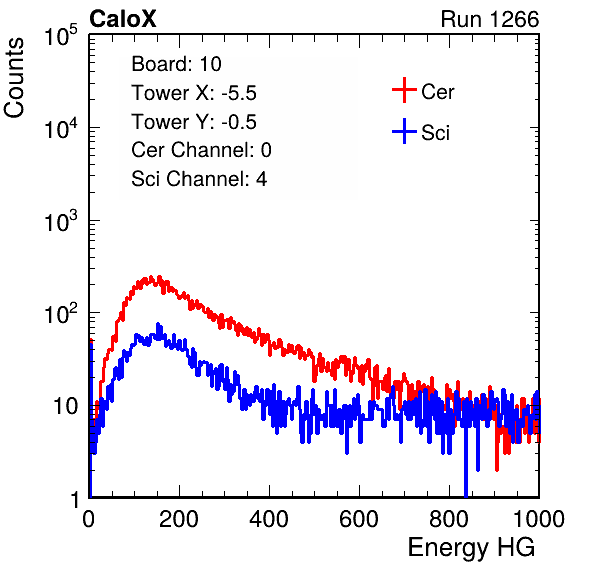 CaloX Run 1266
Counts
10^5
10^4
10^3
10^2
10
1
Board: 10
Tower X: -5.5
Tower Y: -0.5
Cer Channel: 0
Sci Channel: 4
Cer
Sci
0 200 400 600 800 1000
Energy HG